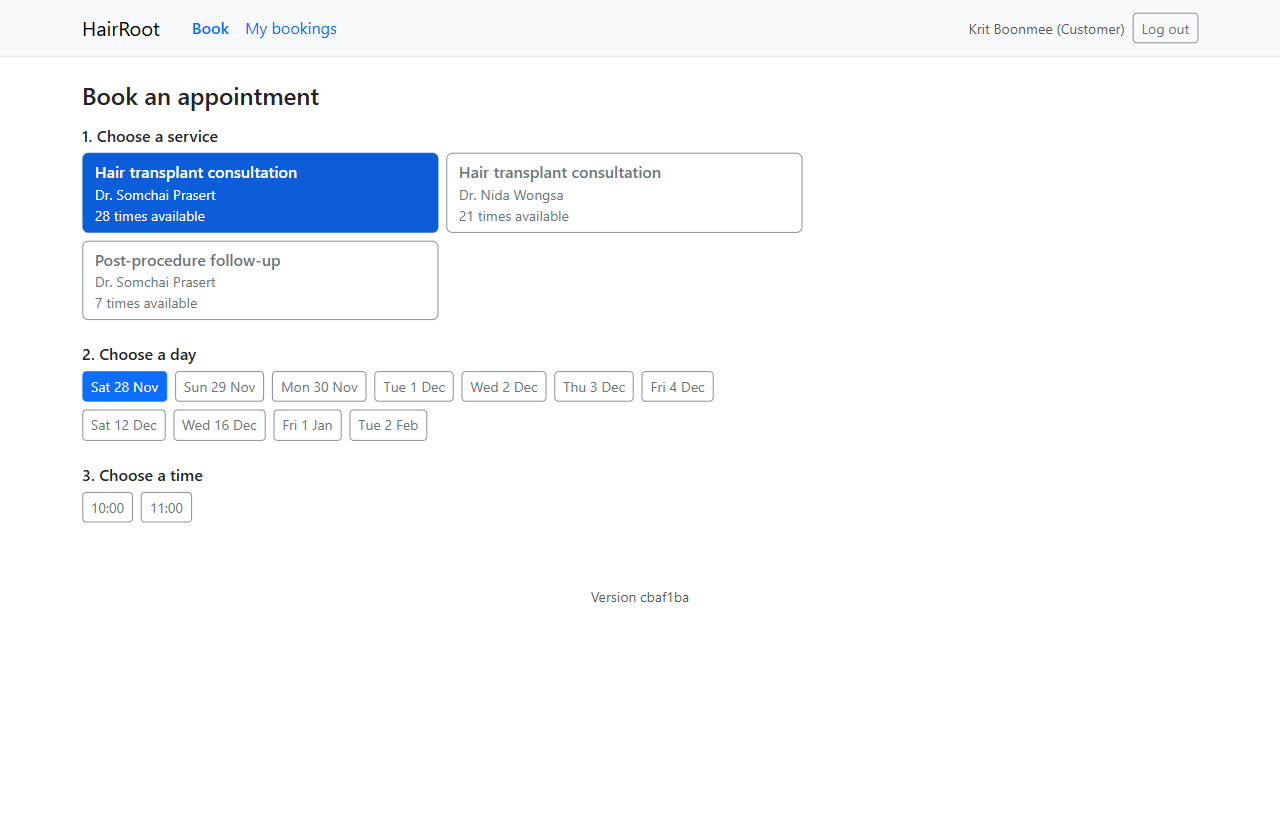 HairRoot Book My bookings Krit Boonmee (Customer) Log out
Book an appointment
1. Choose a service
Hair transplant consultation
Dr. Somchai Prasert
28 times available
Hair transplant consultation
Dr. Nida Wongsa
21 times available
Post-procedure follow-up
Dr. Somchai Prasert
7 times available
2. Choose a day
Sat 28 Nov Sun 29 Nov Mon 30 Nov Tue 1 Dec Wed 2 Dec Thu 3 Dec Fri 4 Dec
Sat 12 Dec Wed 16 Dec Fri 1 Jan Tue 2 Feb
3. Choose a time
10:00 11:00
Version cbaf1ba